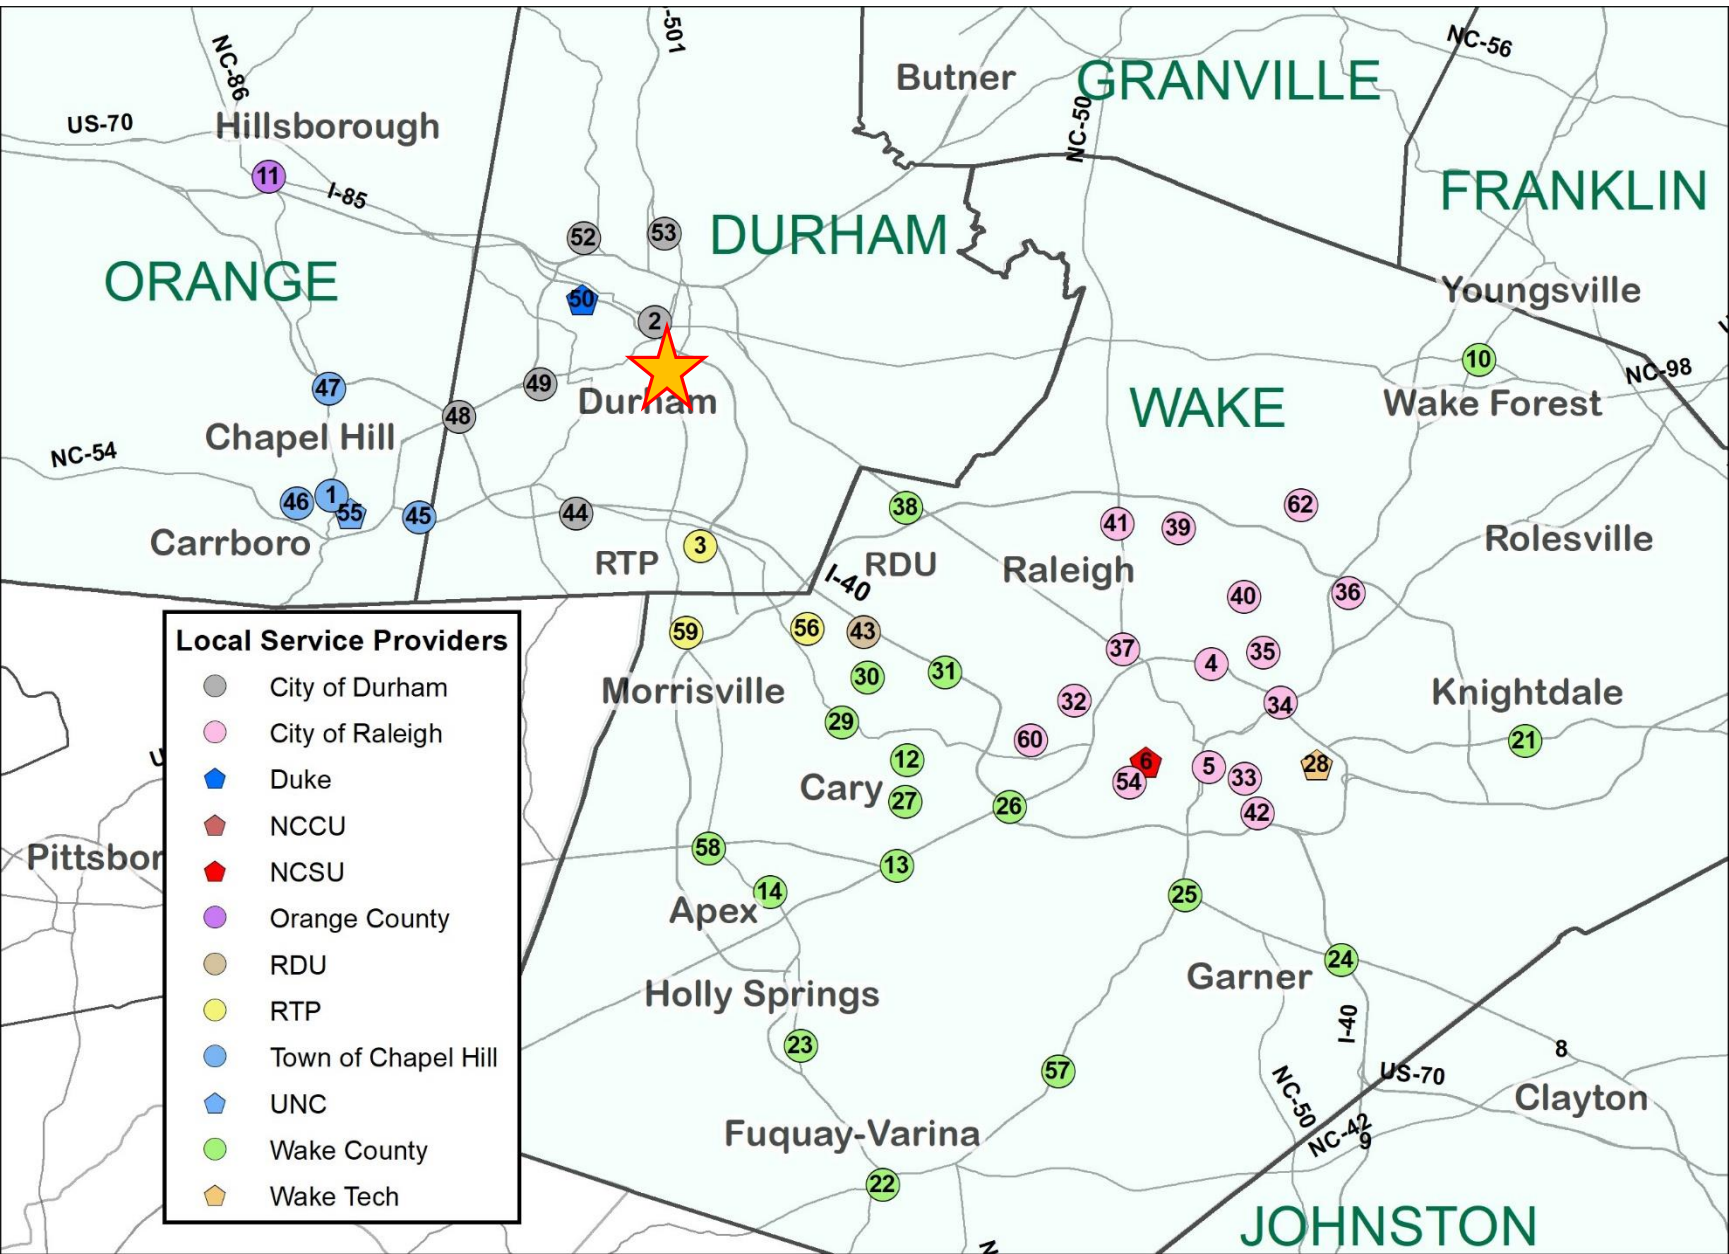 NC-86
-501
NC-56
Butner
GRANVILLE
US-70
Hillsborough
NC-50
11
I-85
FRANKLIN
52
53
DURHAM
ORANGE
50
Youngsville
2
10
NC-98
47
49
Durham
WAKE
Wake Forest
48
Chapel Hill
NC-54
46
1
55
45
44
38
41
39
62
Carrboro
3
RTP
RDU
Raleigh
Rolesville
I-40
40
36
59
56
43
37
4
35
30
31
Morrisville
32
34
Knightdale
29
60
21
12
6
5
28
Cary
27
54
33
26
42
58
13
Pittsbor
14
Apex
25
24
Garner
Holly Springs
I-40
23
8
57
US-70
NC-50
Clayton
Fuquay-Varina
NC-42
9
22
JOHNSTON
N
Local Service Providers
City of Durham
City of Raleigh
Duke
NCCU
NCSU
Orange County
RDU
RTP
Town of Chapel Hill
UNC
Wake County
Wake Tech